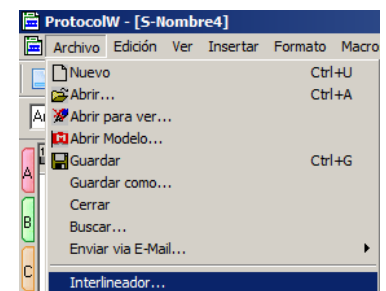 ProtocolW - [S-Nombre4]
Archivo Edición Ver Insertar Formato Macro
Nuevo Ctrl+U
Abrir... Ctrl+A
Abrir para ver...
Abrir Modelo...
Guardar Ctrl+G
Guardar como...
Cerrar
Buscar...
Enviar via E-Mail...
Interlineador...
A
B
C